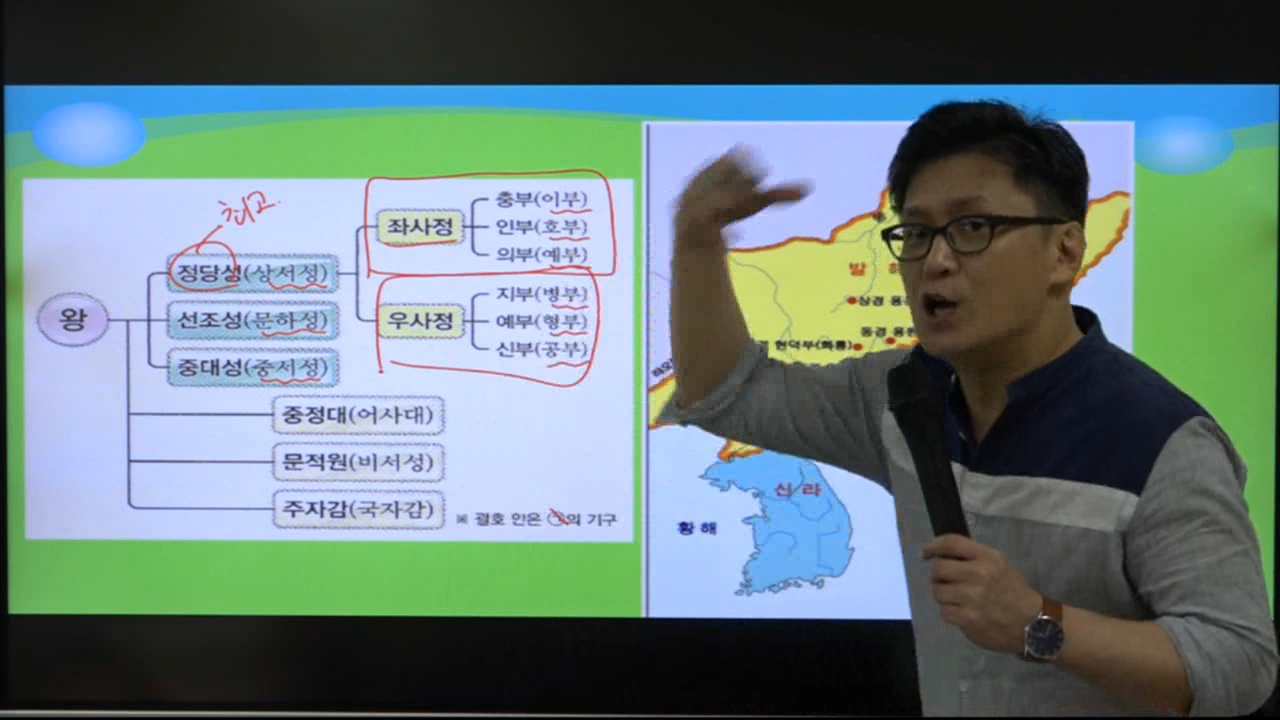 최고
정당성(상서성)
선조성(문하성)
중대성(중서성)
왕
좌사정
충부(이부)
인부(호부)
의부(예부)
우사정
지부(병부)
예부(형부)
신부(공부)
중정대(어사대)
문적원(비서성)
주자감(국자감)
※ 괄호 안은 의 기구
발 해
상경 용
동경 용
현덕부(화룡)
신 라
황 해